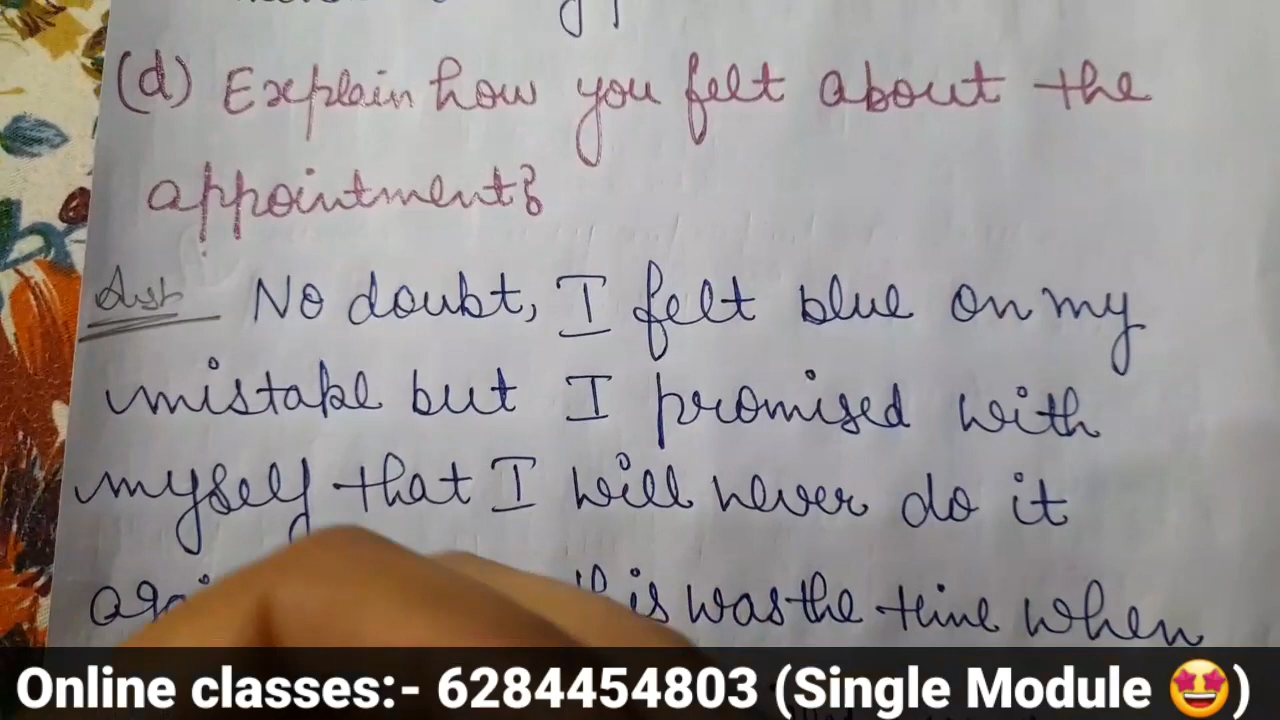 (d) Explain how you felt about the
appointment?
Ans No doubt, I felt blue on my
mistake but I promised with
myself that I will never do it
was the time when
Online classes:- 6284454803 (Single Module 🤩)